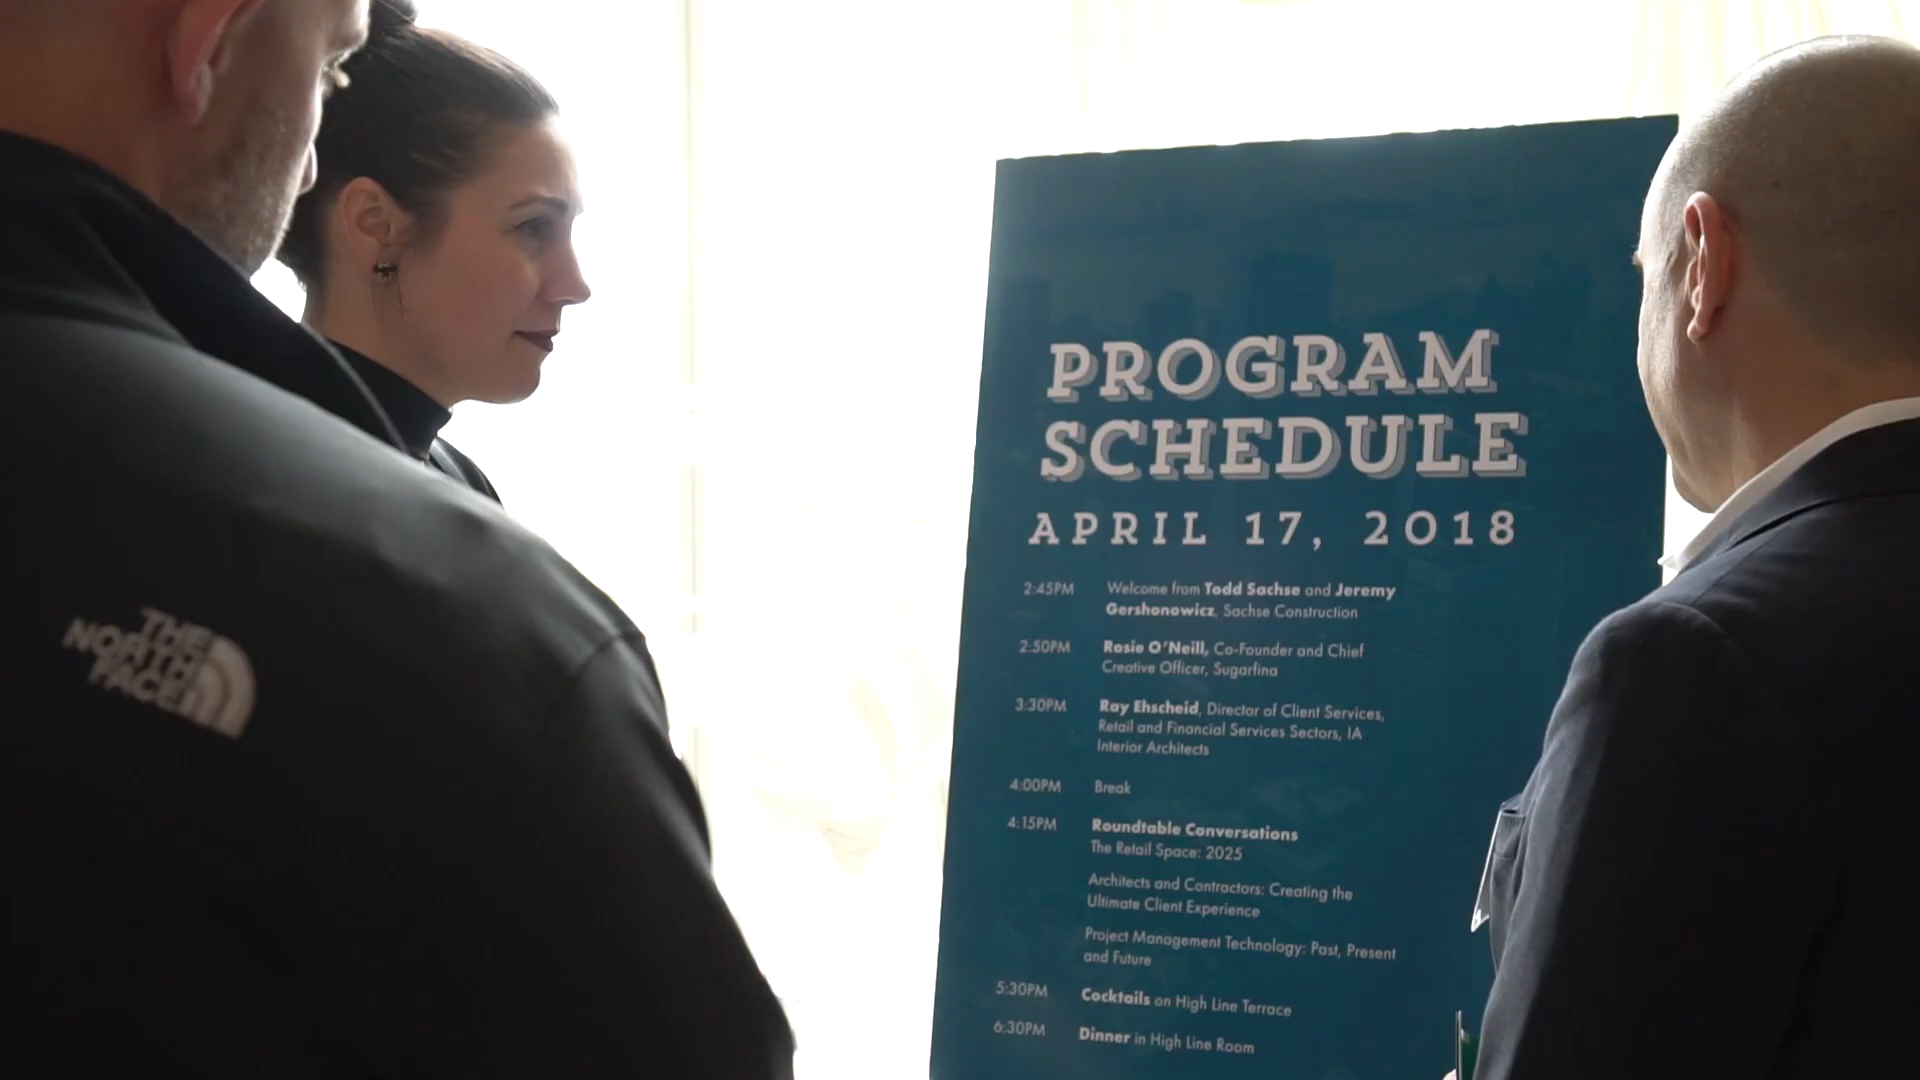 THE
NORTH
FACE
PROGRAM
SCHEDULE
APRIL 17, 2018
2:45PM Welcome from Todd Sachse and Jeremy
Gershonowicz, Sachse Construction
2:50PM Rosie O'Neill, Co-Founder and Chief
Creative Officer, Sugarfina
3:30PM Ray Ehscheid, Director of Client Services,
Retail and Financial Services Sectors, IA
Interior Architects
4:00PM Break
4:15PM Roundtable Conversations
The Retail Space: 2025
Architects and Contractors: Creating the
Ultimate Client Experience
Project Management Technology: Past, Present
and Future
5:30PM Cocktails on High Line Terrace
6:30PM Dinner in High Line Room